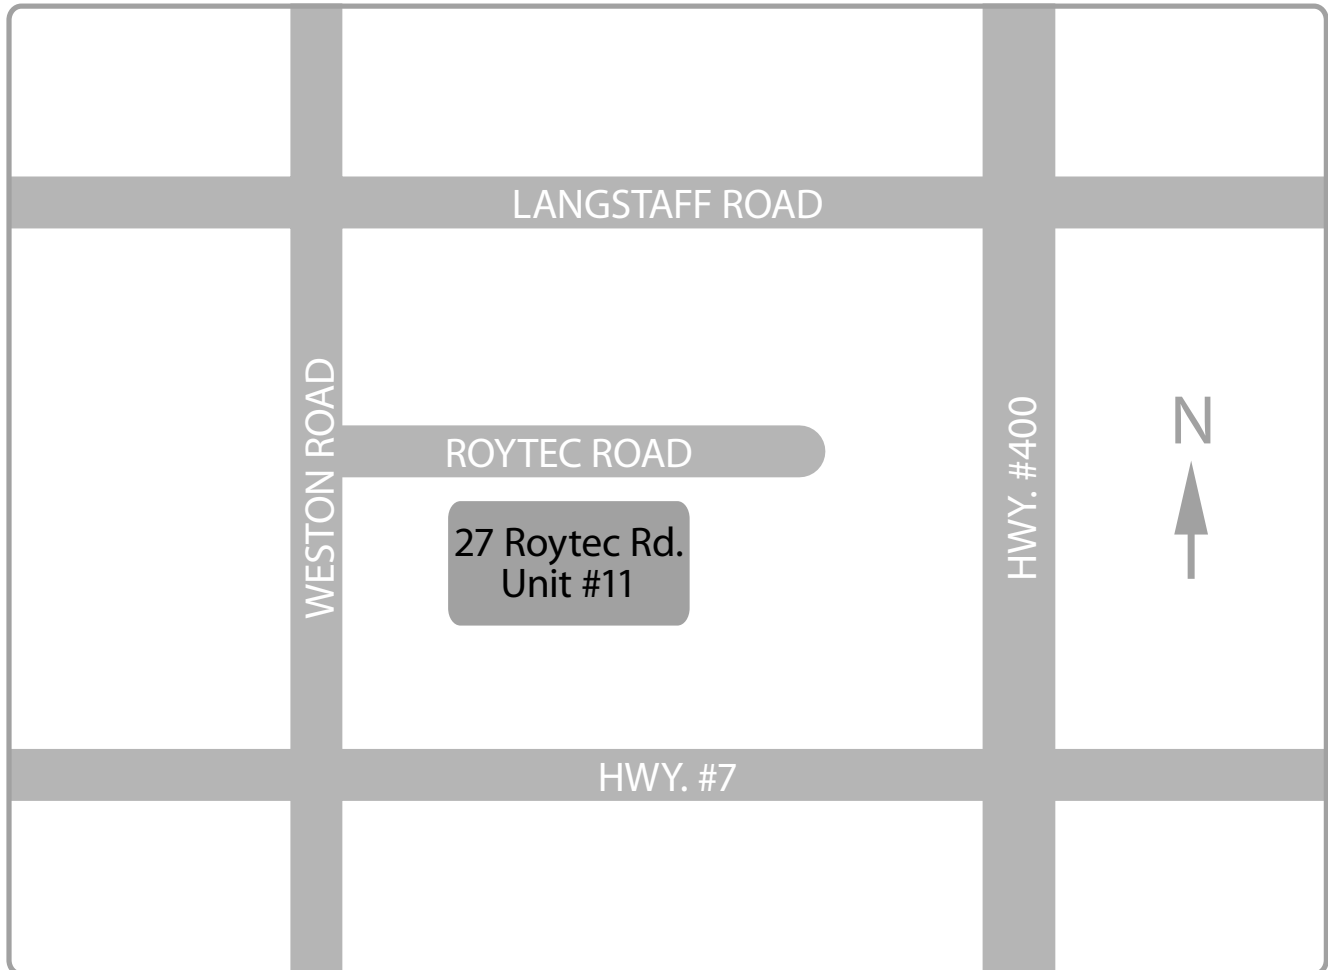 LANGSTAFF ROAD
WESTON ROAD
ROYTEC ROAD
HWY. #400
N
27 Roytec Rd.
Unit #11
HWY. #7